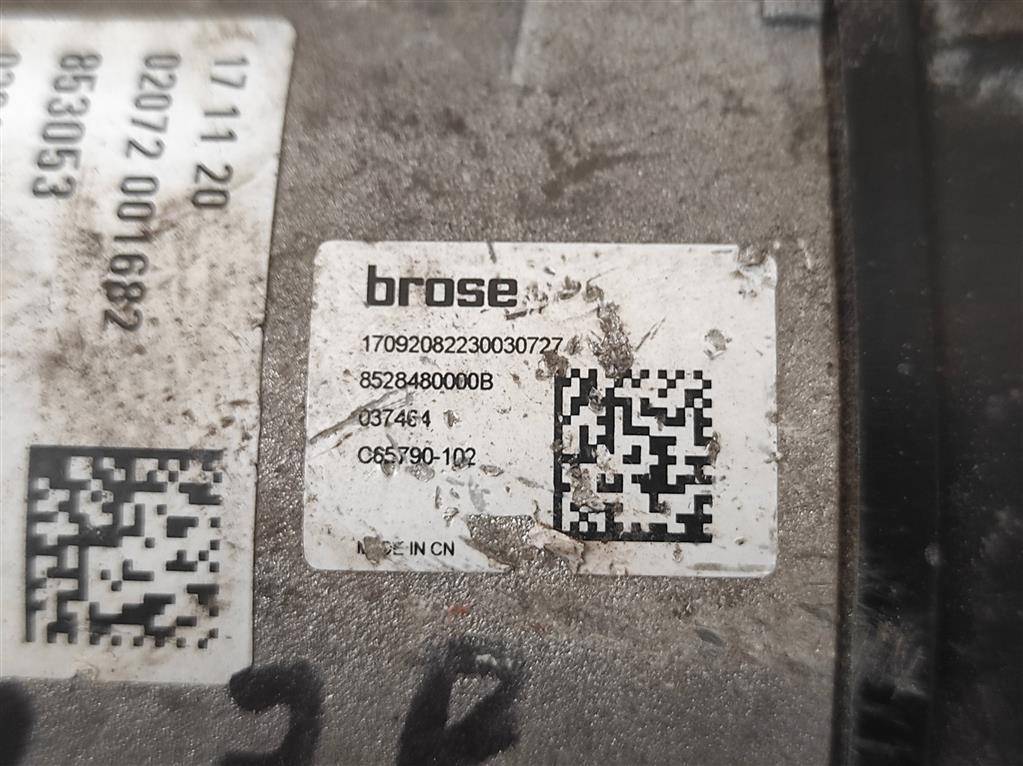 17 11 20
02072 001682
853053
brose
17092082230030727
8528480000B
037464
C65790-102
MADE IN CN